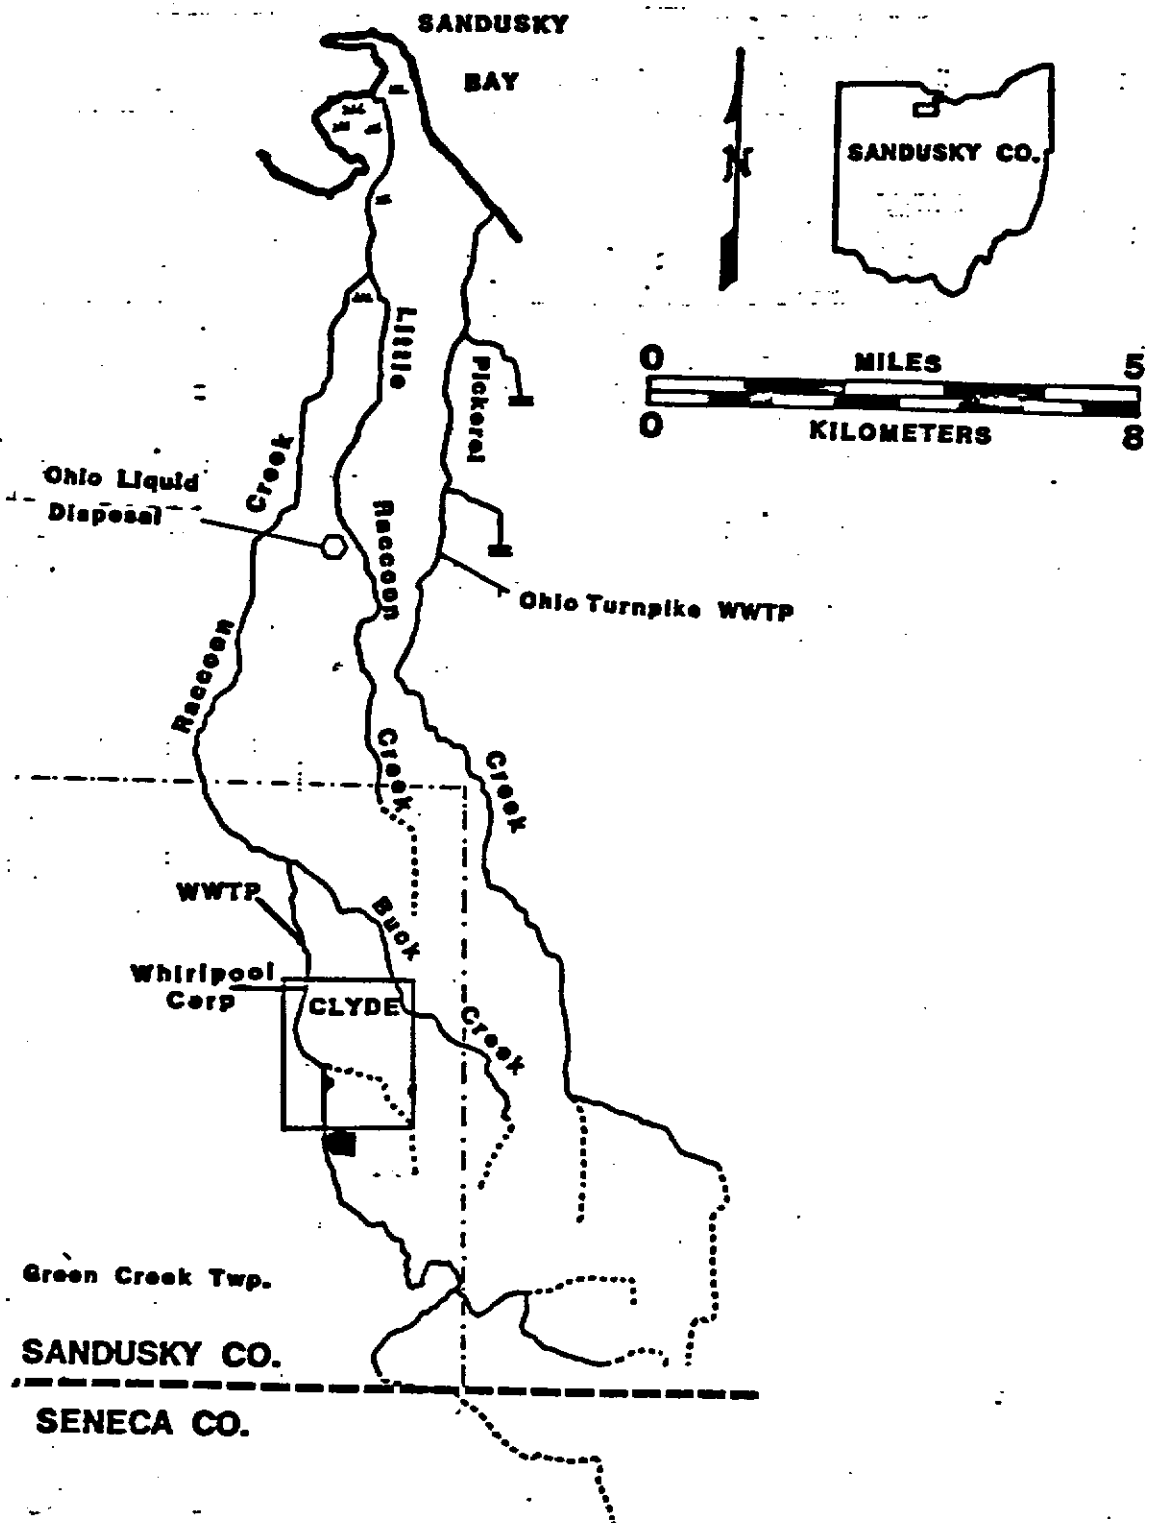 SANDUSKY
BAY
N
SANDUSKY CO.
0 MILES 5
0 KILOMETERS 8
Little
Pickerel
Creek
Ohio Liquid
Disposal
Raccoon
Ohio Turnpike WWTP
Raccoon
Creek
Creek
WWTP
Buck
Whirlpool
Corp
CLYDE
Creek
Green Creek Twp.
SANDUSKY CO.
SENECA CO.